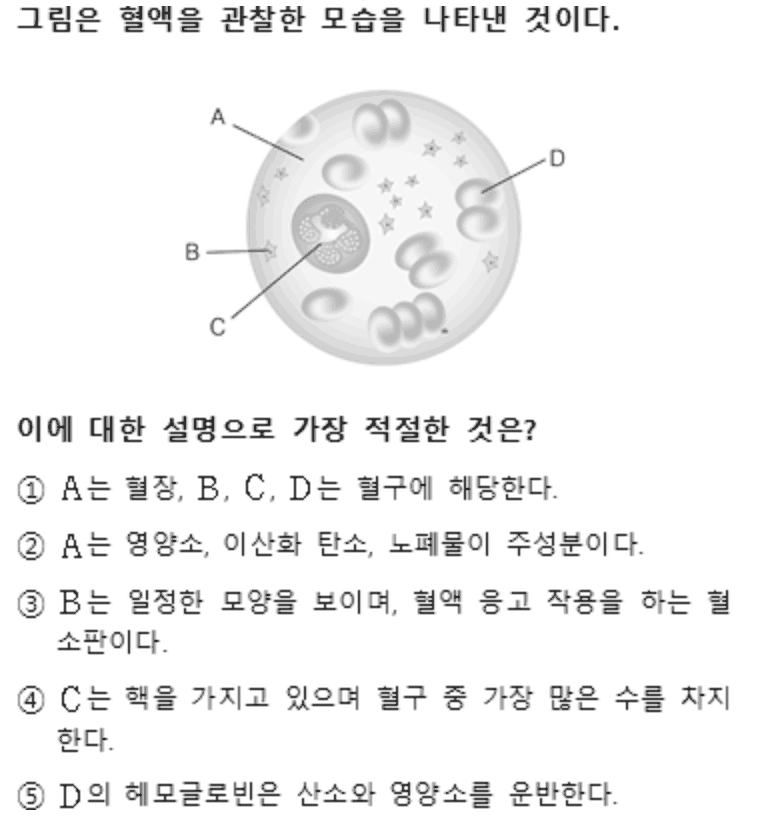 그림은 혈액을 관찰한 모습을 나타낸 것이다.
A
D
B
C
이에 대한 설명으로 가장 적절한 것은?
① A는 혈장, B, C, D는 혈구에 해당한다.
② A는 영양소, 이산화 탄소, 노폐물이 주성분이다.
③ B는 일정한 모양을 보이며, 혈액 응고 작용을 하는 혈
소판이다.
④ C는 핵을 가지고 있으며 혈구 중 가장 많은 수를 차지
한다.
⑤ D의 헤모글로빈은 산소와 영양소를 운반한다.